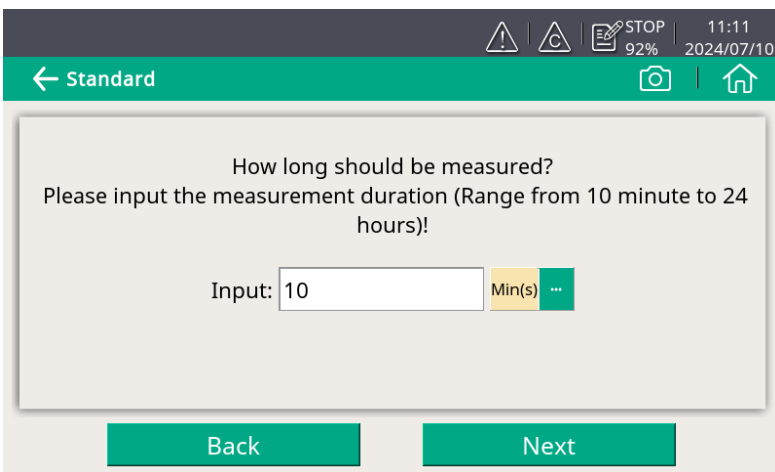 STOP 11:11
92% 2024/07/10
Standard
How long should be measured?
Please input the measurement duration (Range from 10 minute to 24
hours)!
Input: 10 Min(s) ...
Back Next